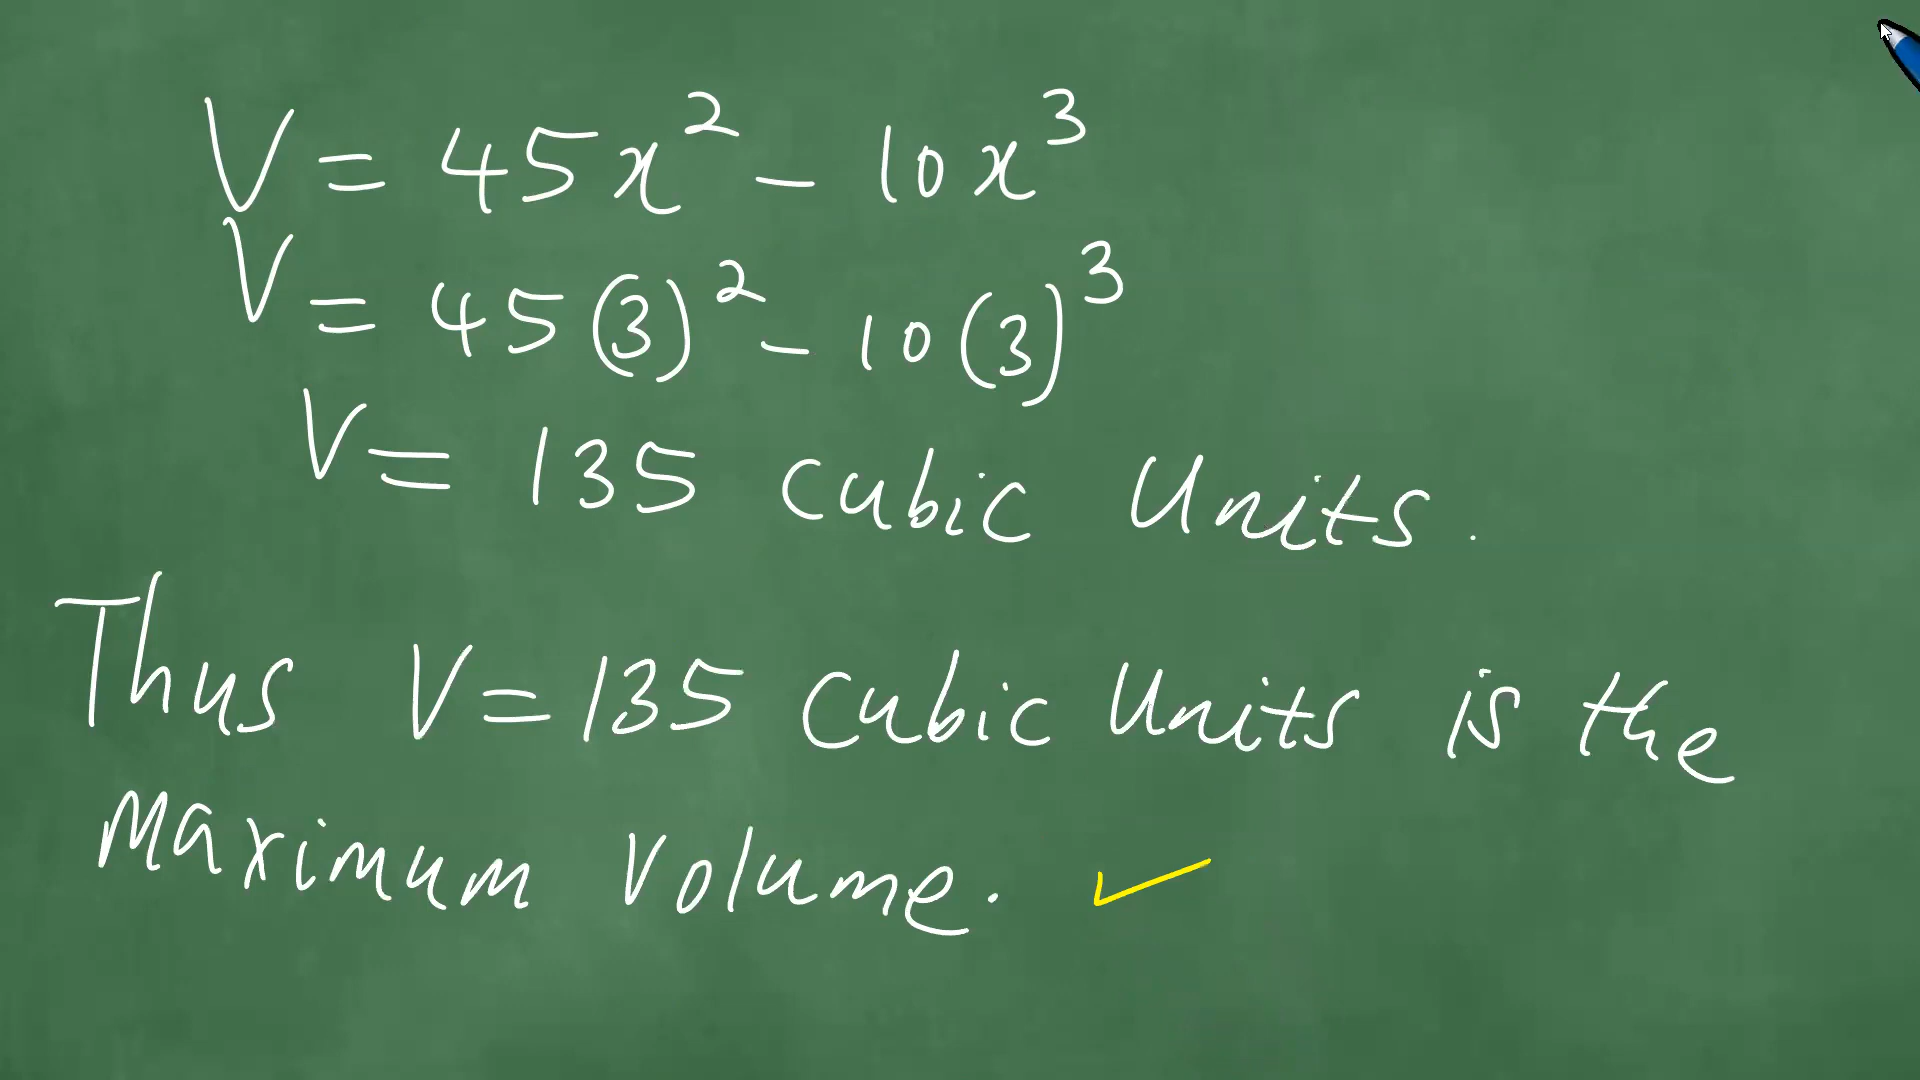 V = 45x² - 10x³
V = 45(3)² - 10(3)³
V = 135 cubic Units.
Thus V = 135 cubic Units is the
Maximum Volume. ✓